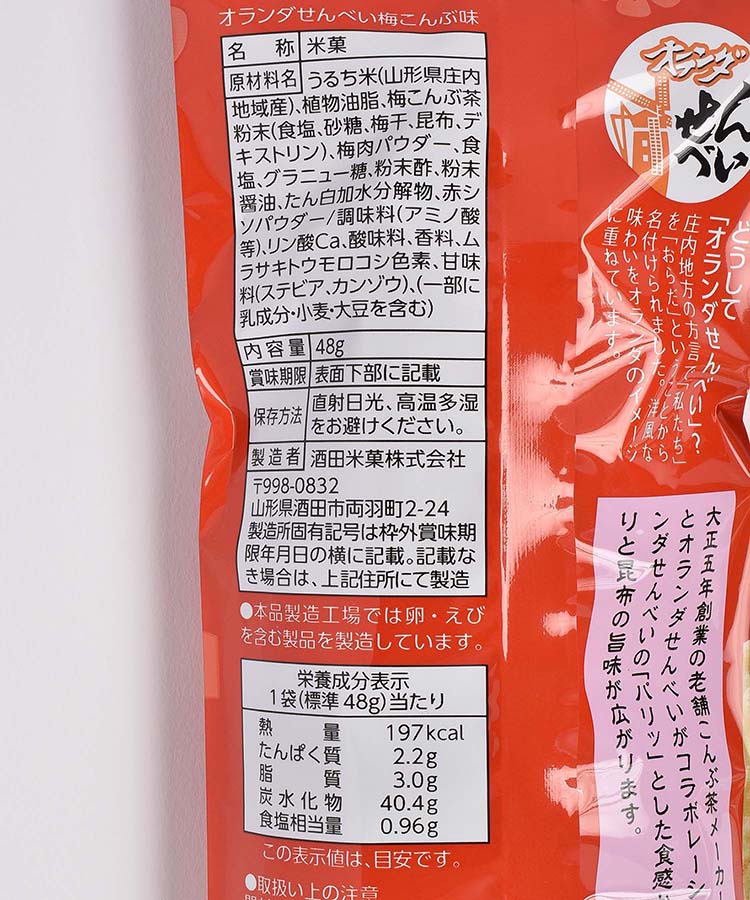 オランダせんべい梅こんぶ味
名 称 米菓
原材料名 うるち米(山形県庄内
地域産)、植物油脂、梅こんぶ茶
粉末(食塩、砂糖、梅干、昆布、デ
キストリン)、梅肉パウダー、食
塩、グラニュー糖、粉末酢、粉末
醤油、たん白加水分解物、赤シ
ソパウダー/調味料(アミノ酸
等)、リン酸Ca、酸味料、香料、ム
ラサキトウモロコシ色素、甘味
料(ステビア、カンゾウ)、(一部に
乳成分・小麦・大豆を含む)
内容量 48g
賞味期限 表面下部に記載
保存方法 直射日光、高温多湿
をお避けください。
製造者 酒田米菓株式会社
〒998-0832
山形県酒田市両羽町2-24
製造所固有記号は枠外賞味期
限年月日の横に記載。記載な
き場合は、上記住所にて製造
●本品製造工場では卵・えび
を含む製品を製造しています。
栄養成分表示
1袋(標準48g)当たり
熱量 197kcal
たんぱく質 2.2g
脂質 3.0g
炭水化物 40.4g
食塩相当量 0.96g
この表示値は、目安です。
●取扱い上の注意
オランダ
せんべい
どうして
「オランダせんべい」?
庄内地方の方言で「私たち」
を「おらだ」ということから
名付けられました。洋風な
味わいをオランダのイメージ
に重ねています。
大正五年創業の老舗こんぶ茶メーカー
とオランダせんべいがコラボレーシ
ンダせんべいの「パリッ」とした食感
りと昆布の旨味が広がります。